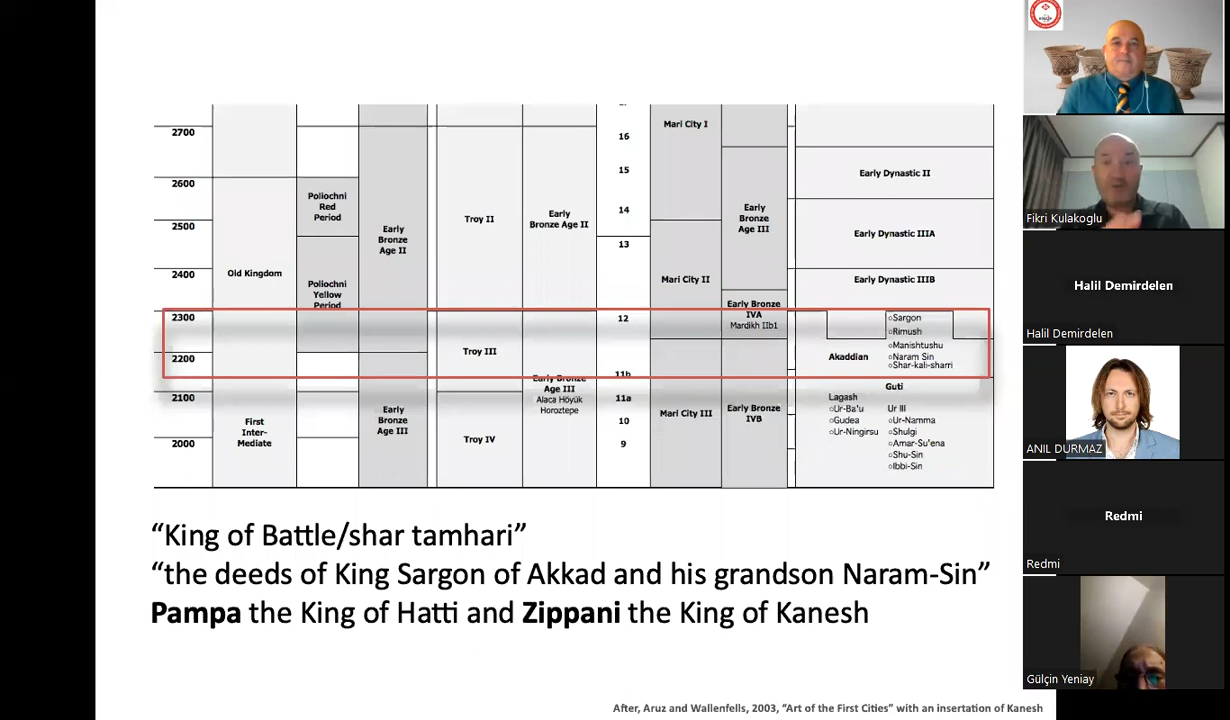 2700
2600
2500
2400
2300
2200
2100
2000
Old Kingdom
First
Inter-
Mediate
Poliochni
Red
Period
Poliochni
Yellow
Period
Early
Bronze
Age II
Early
Bronze
Age III
Troy II
Troy III
Troy IV
Early
Bronze Age II
Early Bronze
Age III
Alaca Höyük
Horoztepe
16
15
14
13
12
11b
11a
10
9
Mari City I
Mari City II
Mari City III
Early
Bronze
Age III
Early Bronze
IVA
Mardikh IIb1
Early Bronze
IVB
Early Dynastic II
Early Dynastic IIIA
Early Dynastic IIIB
Akaddian
○Sargon
○Rimush
○Manishtushu
○Naram Sin
○Shar-kali-sharri
Guti
Lagash
○Ur-Ba'u
○Gudea
○Ur-Ningirsu
Ur III
○Ur-Namma
○Shulgi
○Amar-Su'ena
○Shu-Sin
○Ibbi-Sin
“King of Battle/shar tamhari”
“the deeds of King Sargon of Akkad and his grandson Naram-Sin”
Pampa the King of Hatti and Zippani the King of Kanesh
After, Aruz and Wallenfells, 2003, “Art of the First Cities” with an insertation of Kanesh
Fikri Kulakoglu
Halil Demirdelen
Halil Demirdelen
ANIL DURMAZ
Redmi
Redmi
Gülçin Yeniay